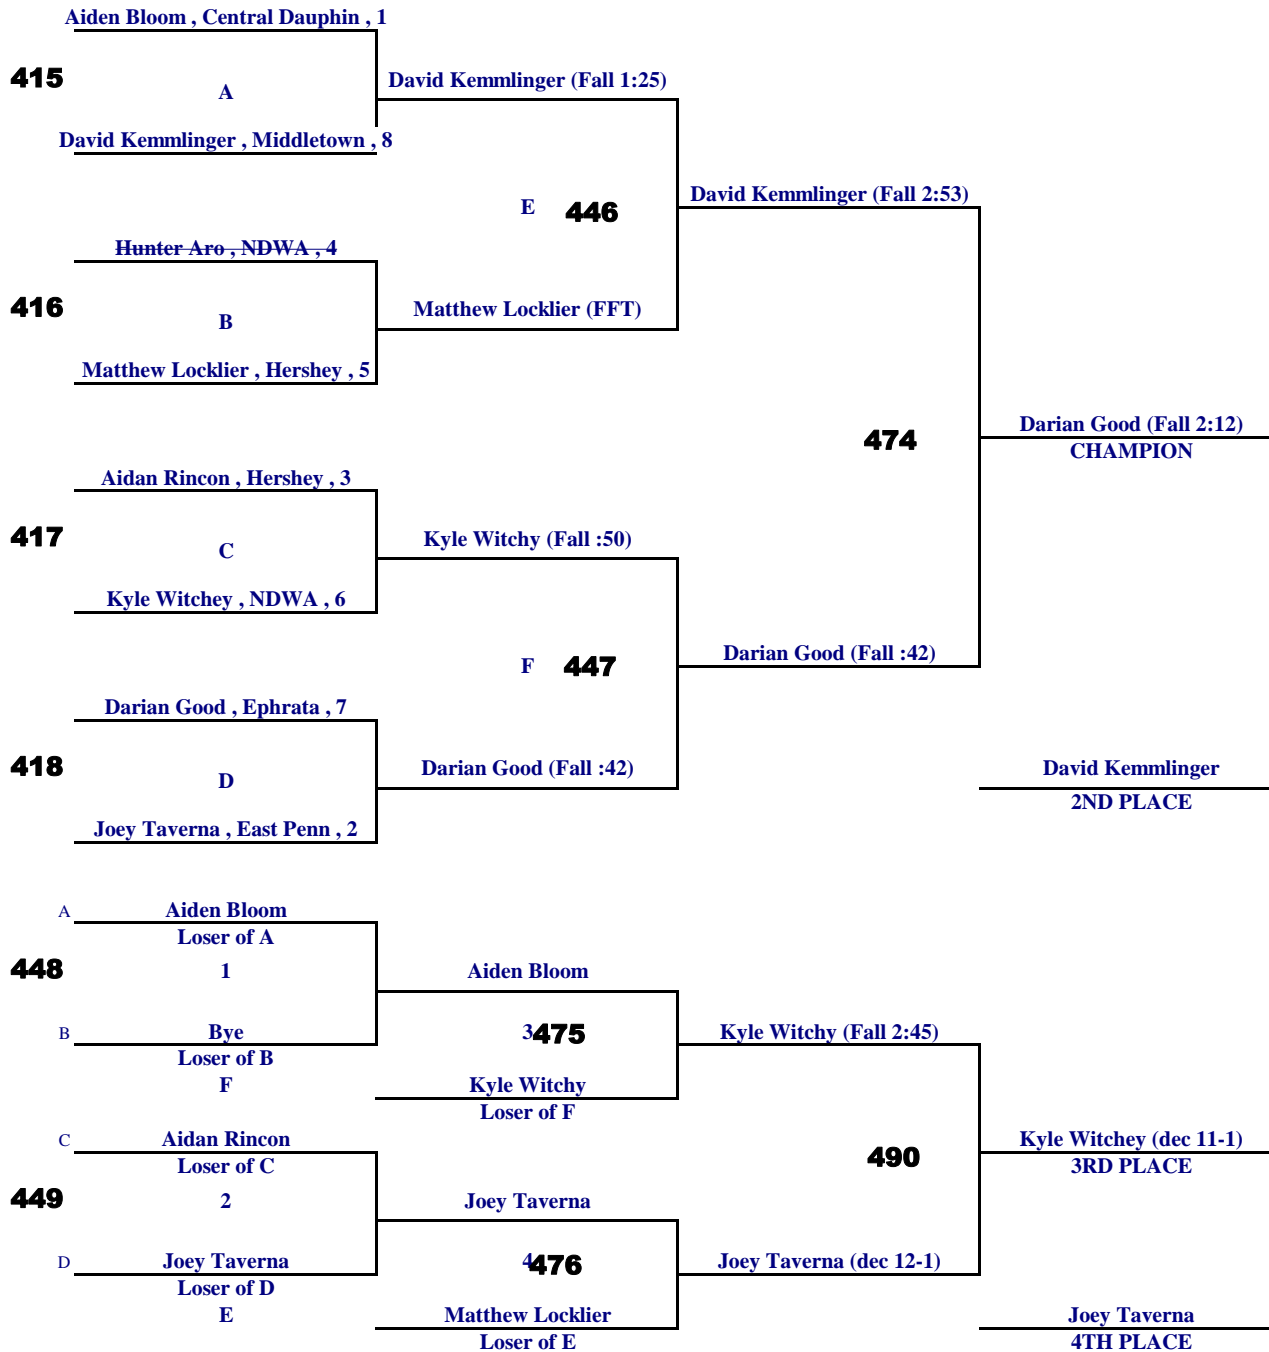 Aiden Bloom , Central Dauphin , 1
415
A
David Kemmlinger (Fall 1:25)
David Kemmlinger , Middletown , 8
E
446
David Kemmlinger (Fall 2:53)
Hunter Aro , NDWA , 4
416
B
Matthew Locklier (FFT)
Matthew Locklier , Hershey , 5
474
Darian Good (Fall 2:12)
CHAMPION
Aidan Rincon , Hershey , 3
417
C
Kyle Witchy (Fall :50)
Kyle Witchey , NDWA , 6
F
447
Darian Good (Fall :42)
Darian Good , Ephrata , 7
418
D
Darian Good (Fall :42)
David Kemmlinger
2ND PLACE
Joey Taverna , East Penn , 2
A
Aiden Bloom
Loser of A
448
1
Aiden Bloom
B
Bye
3
475
Kyle Witchy (Fall 2:45)
Loser of B
F
Kyle Witchy
Loser of F
C
Aidan Rincon
Loser of C
490
Kyle Witchey (dec 11-1)
3RD PLACE
449
2
Joey Taverna
D
Joey Taverna
4
476
Joey Taverna (dec 12-1)
Loser of D
E
Matthew Locklier
Loser of E
Joey Taverna
4TH PLACE